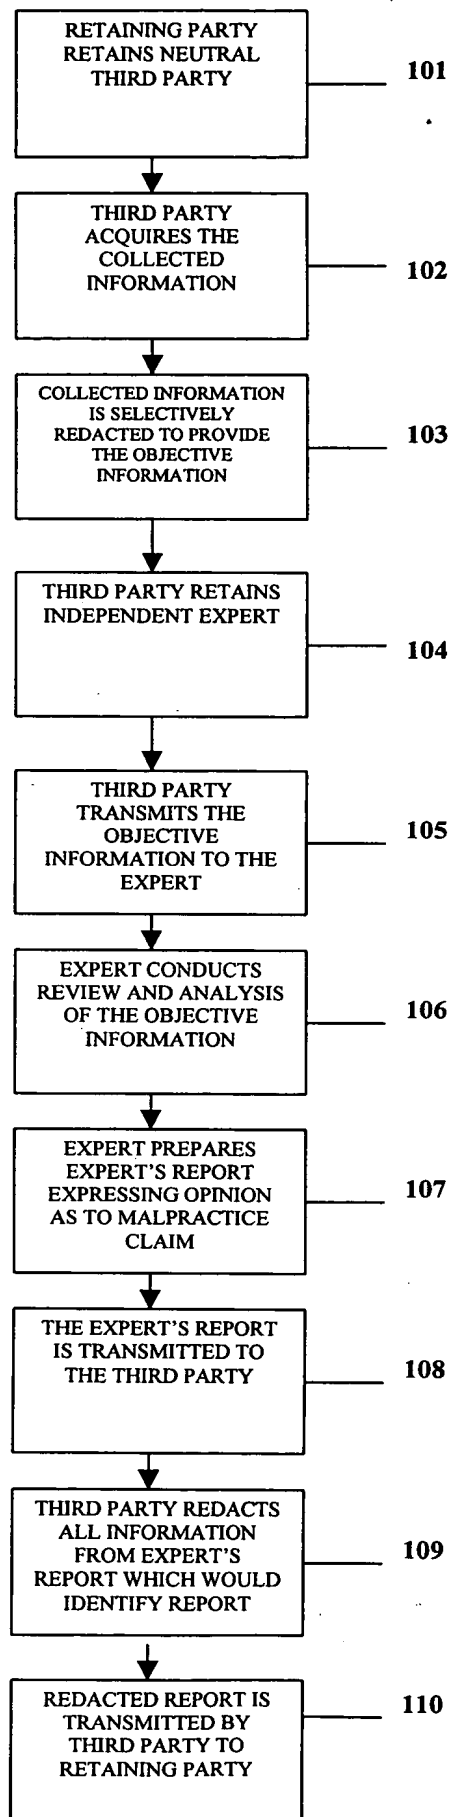 RETAINING PARTY
RETAINS NEUTRAL
THIRD PARTY
101
THIRD PARTY
ACQUIRES THE
COLLECTED
INFORMATION
102
COLLECTED INFORMATION
IS SELECTIVELY
REDACTED TO PROVIDE
THE OBJECTIVE
INFORMATION
103
THIRD PARTY RETAINS
INDEPENDENT EXPERT
104
THIRD PARTY
TRANSMITS THE
OBJECTIVE
INFORMATION TO THE
EXPERT
105
EXPERT CONDUCTS
REVIEW AND ANALYSIS
OF THE OBJECTIVE
INFORMATION
106
EXPERT PREPARES
EXPERT'S REPORT
EXPRESSING OPINION
AS TO MALPRACTICE
CLAIM
107
THE EXPERT'S REPORT
IS TRANSMITTED TO
THE THIRD PARTY
108
THIRD PARTY REDACTS
ALL INFORMATION
FROM EXPERT'S
REPORT WHICH WOULD
IDENTIFY REPORT
109
REDACTED REPORT IS
TRANSMITTED BY
THIRD PARTY TO
RETAINING PARTY
110